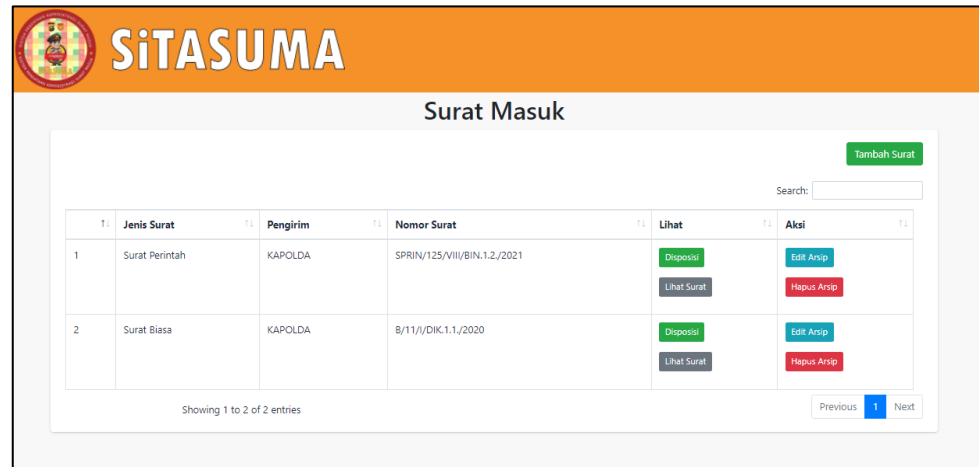 SiTASUMA
Surat Masuk
Tambah Surat
Search:
Jenis Surat Pengirim Nomor Surat Lihat Aksi
1 Surat Perintah KAPOLDA SPRIN/125/VIII/BIN.1.2./2021 Disposisi Edit Arsip
Lihat Surat Hapus Arsip
2 Surat Biasa KAPOLDA B/11/I/DIK.1.1./2020 Disposisi Edit Arsip
Lihat Surat Hapus Arsip
Showing 1 to 2 of 2 entries
Previous 1 Next